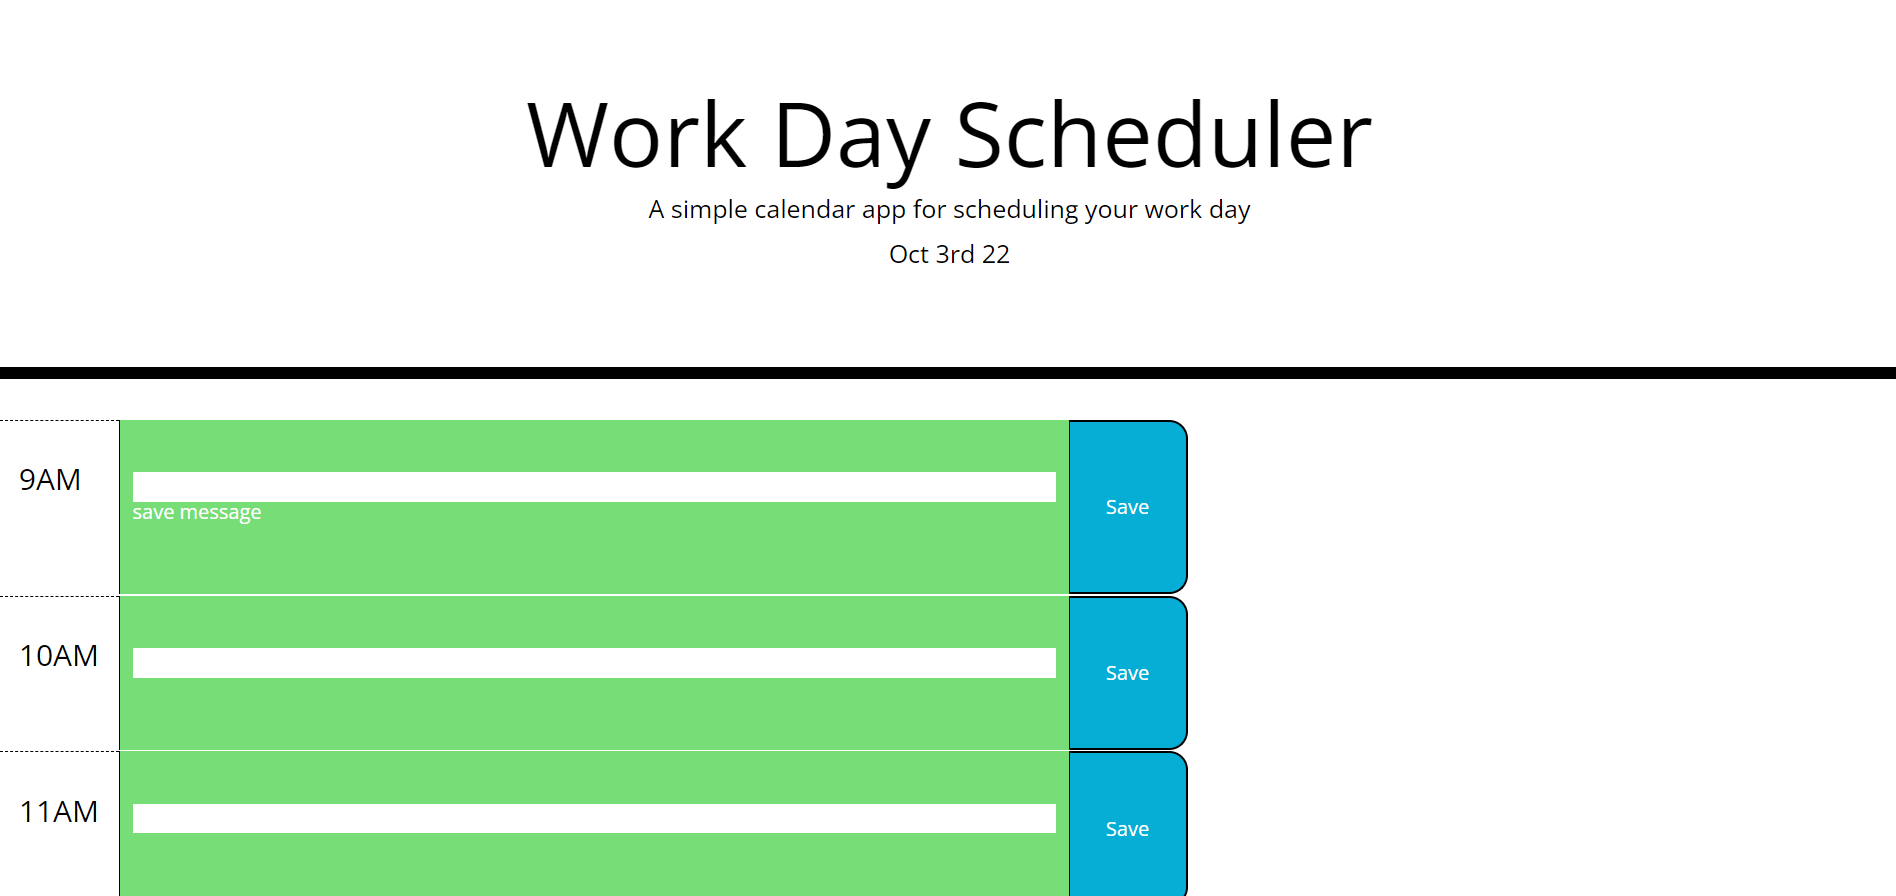 Work Day Scheduler
A simple calendar app for scheduling your work day
Oct 3rd 22
9AM
save message
Save
10AM
Save
11AM
Save